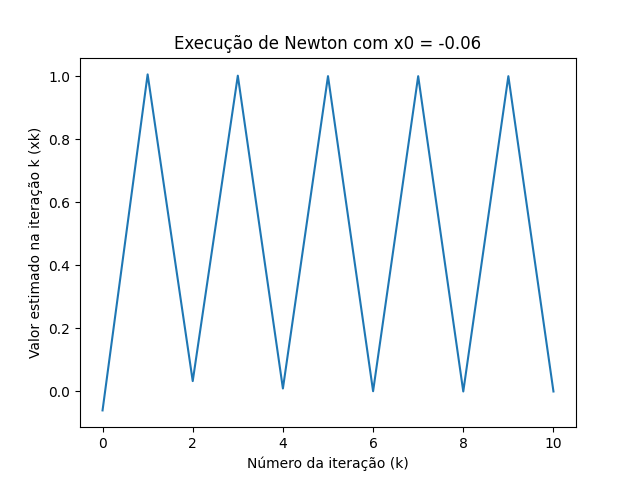 Execução de Newton com x0 = -0.06
Valor estimado na iteração k (xk)
1.0
0.8
0.6
0.4
0.2
0.0
0 2 4 6 8 10
Número da iteração (k)